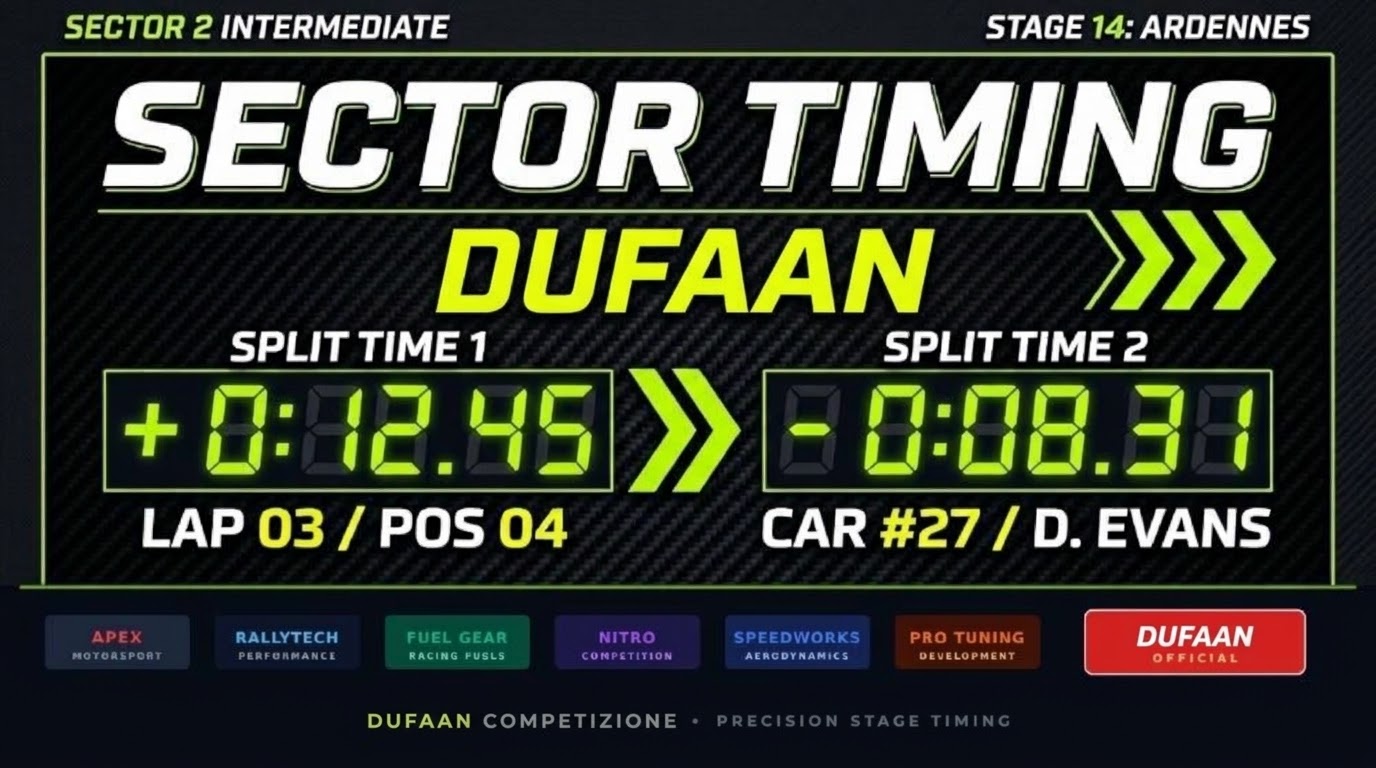 SECTOR 2 INTERMEDIATE
STAGE 14: ARDENNES
SECTOR TIMING
DUFAAN
SPLIT TIME 1
SPLIT TIME 2
+0:12.45
-0:08.31
LAP 03 / POS 04
CAR #27 / D. EVANS
APEX
MOTORSPORT
RALLYTECH
PERFORMANCE
FUEL GEAR
RACING FUSLS
NITRO
COMPETITION
SPEEDWORKS
AERODYNAMICS
PRO TUNING
DEVELOPMENT
DUFAAN
OFFICIAL
DUFAAN COMPETIZIONE • PRECISION STAGE TIMING